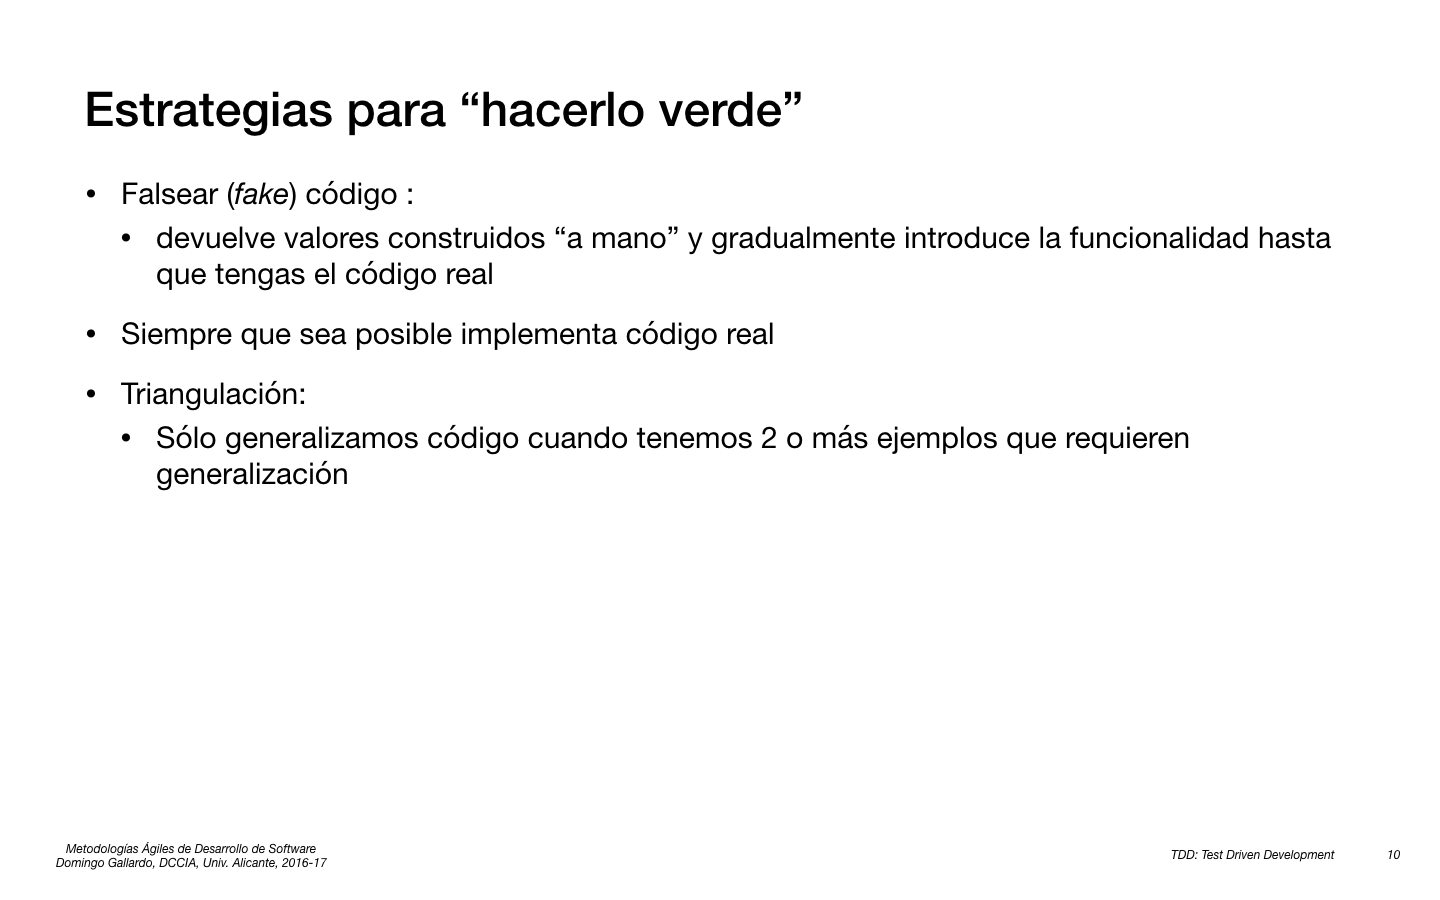 Estrategias para “hacerlo verde”
• Falsear (fake) código :
• devuelve valores construidos “a mano” y gradualmente introduce la funcionalidad hasta
que tengas el código real
• Siempre que sea posible implementa código real
• Triangulación:
• Sólo generalizamos código cuando tenemos 2 o más ejemplos que requieren
generalización
Metodologías Ágiles de Desarrollo de Software
Domingo Gallardo, DCCIA, Univ. Alicante, 2016-17
TDD: Test Driven Development 10